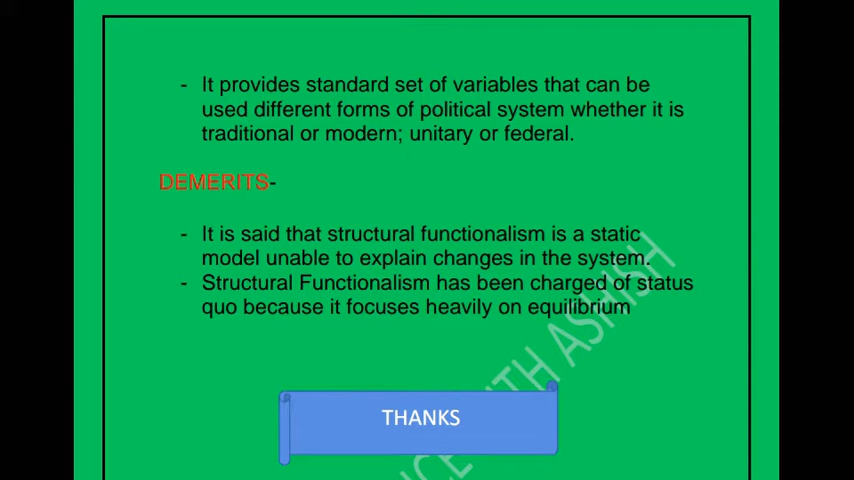 - It provides standard set of variables that can be
used different forms of political system whether it is
traditional or modern; unitary or federal.
DEMERITS-
- It is said that structural functionalism is a static
model unable to explain changes in the system.
- Structural Functionalism has been charged of status
quo because it focuses heavily on equilibrium
WITH ASHISH
THANKS